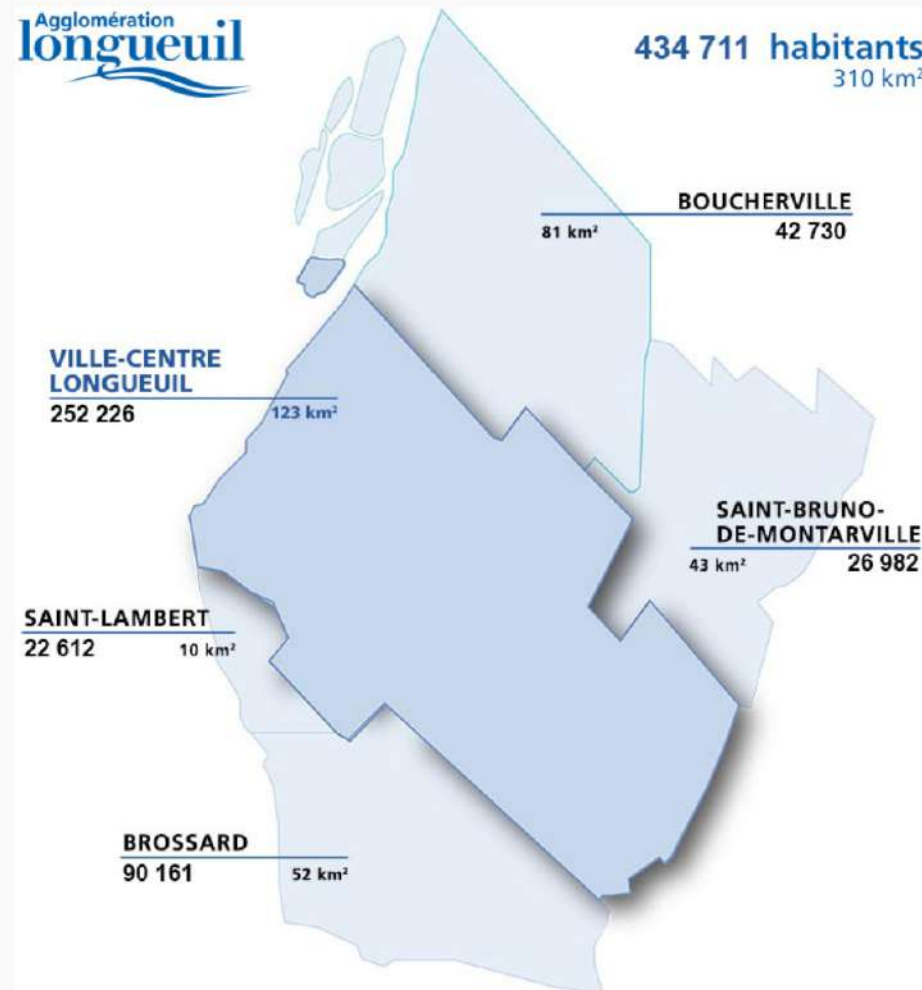 Agglomération
longueuil
434 711 habitants
310 km²
BOUCHERVILLE
81 km²
42 730
VILLE-CENTRE
LONGUEUIL
252 226
123 km²
SAINT-BRUNO-
DE-MONTARVILLE
43 km²
26 982
SAINT-LAMBERT
22 612
10 km²
BROSSARD
90 161
52 km²